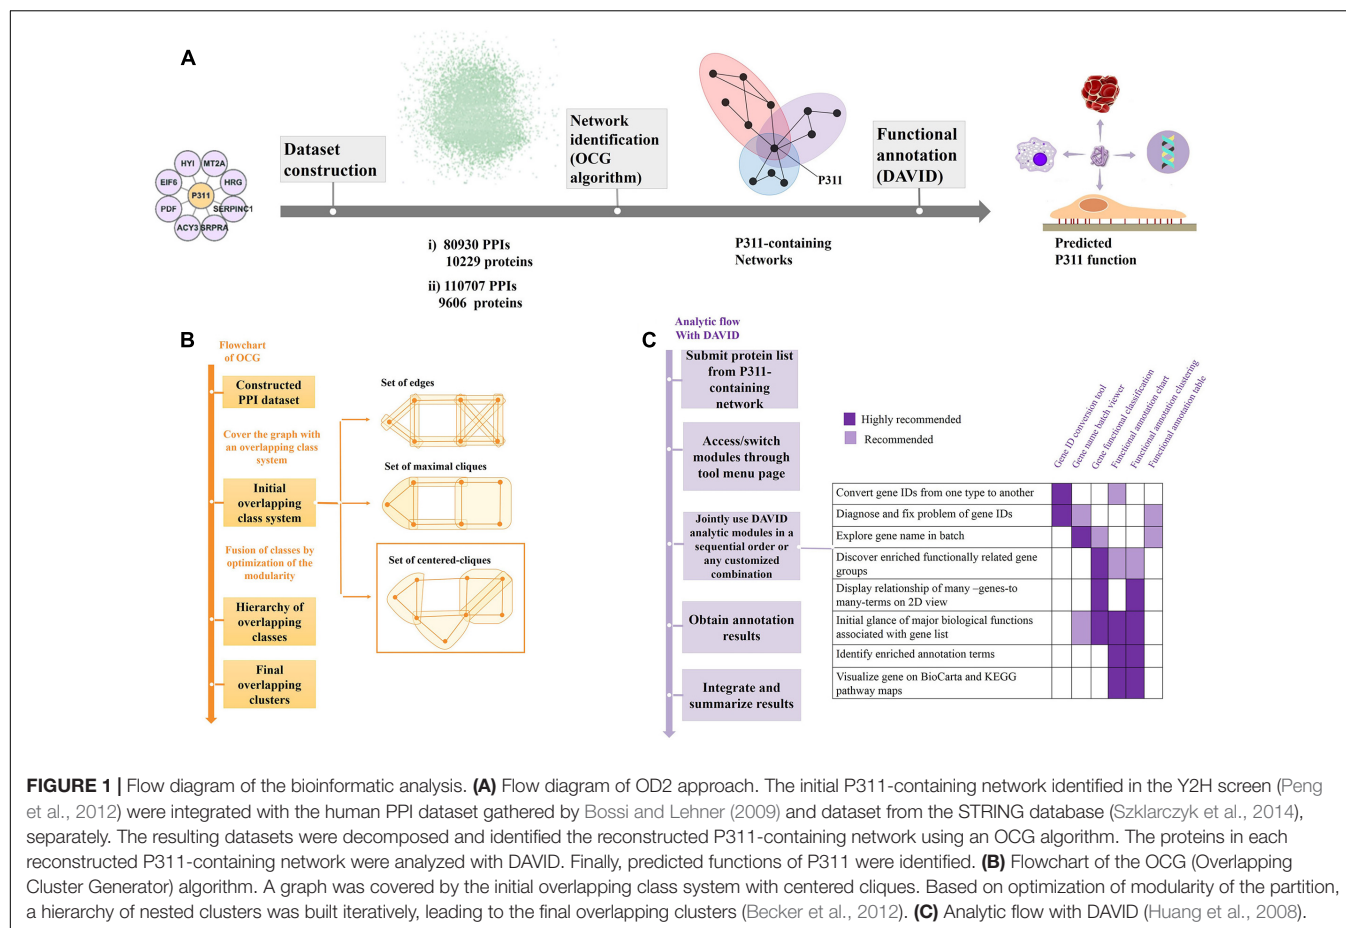 A
HYI
MT2A
EIF6
HRG
P311
PDF
SERPINC1
ACY3
SRPRA
Dataset
construction
Network
identification
(OCG
algorithm)
P311
Functional
annotation
(DAVID)
i) 80930 PPIs
10229 proteins
ii) 110707 PPIs
9606 proteins
P311-containing
Networks
Predicted
P311 function
B
Flowchart
of OCG
Constructed
PPI dataset
Cover the graph with
an overlapping class
system
Initial
overlapping
class system
Fusion of classes by
optimization of the
modularity
Hierarchy of
overlapping
classes
Final
overlapping
clusters
Set of edges
Set of maximal cliques
Set of centered-cliques
C
Analytic flow
With DAVID
Submit protein list
from P311-
containing
network
Access/switch
modules through
tool menu page
Jointly use DAVID
analytic modules in a
sequential order or
any customized
combination
Obtain annotation
results
Integrate and
summarize results
Highly recommended
Recommended
Gene ID conversion tool
Gene name batch viewer
Gene functional classification
Functional annotation chart
Functional annotation clustering
Functional annotation table
Convert gene IDs from one type to another
Diagnose and fix problem of gene IDs
Explore gene name in batch
Discover enriched functionally related gene
groups
Display relationship of many –genes-to
many-terms on 2D view
Initial glance of major biological functions
associated with gene list
Identify enriched annotation terms
Visualize gene on BioCarta and KEGG
pathway maps
FIGURE 1 | Flow diagram of the bioinformatic analysis. (A) Flow diagram of OD2 approach. The initial P311-containing network identified in the Y2H screen (Peng
et al., 2012) were integrated with the human PPI dataset gathered by Bossi and Lehner (2009) and dataset from the STRING database (Szklarczyk et al., 2014),
separately. The resulting datasets were decomposed and identified the reconstructed P311-containing network using an OCG algorithm. The proteins in each
reconstructed P311-containing network were analyzed with DAVID. Finally, predicted functions of P311 were identified. (B) Flowchart of the OCG (Overlapping
Cluster Generator) algorithm. A graph was covered by the initial overlapping class system with centered cliques. Based on optimization of modularity of the partition,
a hierarchy of nested clusters was built iteratively, leading to the final overlapping clusters (Becker et al., 2012). (C) Analytic flow with DAVID (Huang et al., 2008).